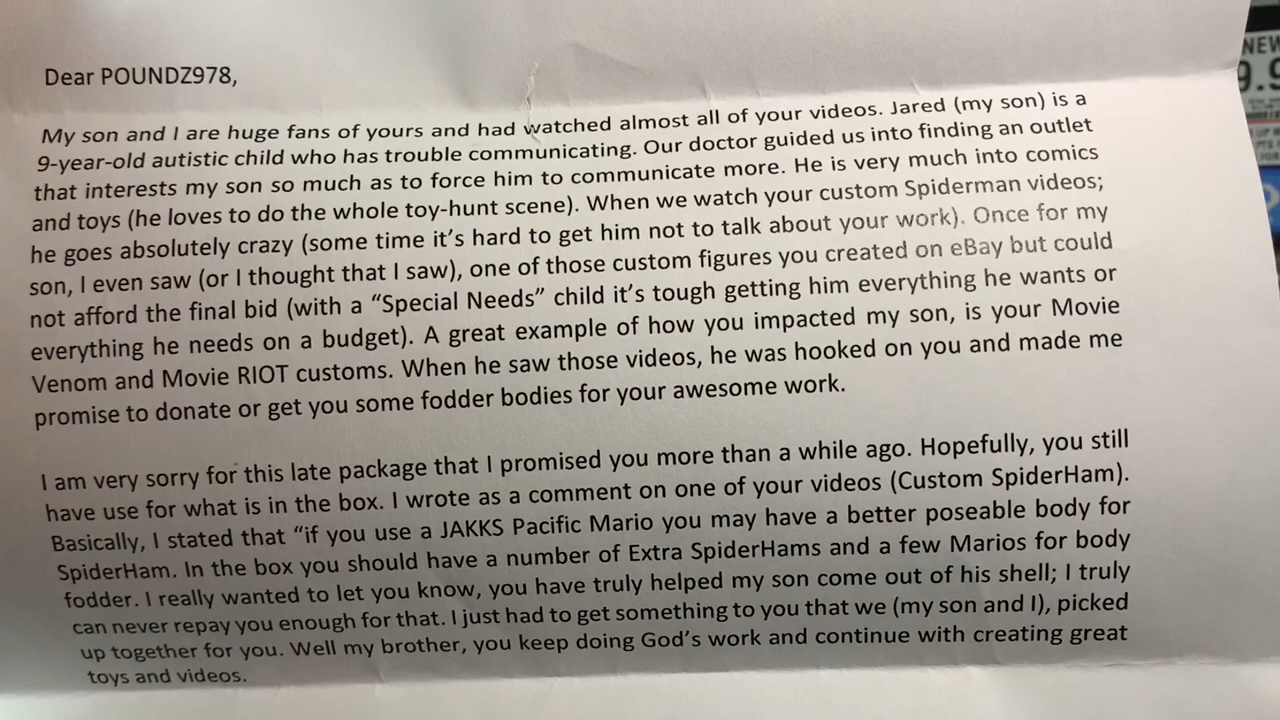 Dear POUNDZ978,
My son and I are huge fans of yours and had watched almost all of your videos. Jared (my son) is a
9-year-old autistic child who has trouble communicating. Our doctor guided us into finding an outlet
that interests my son so much as to force him to communicate more. He is very much into comics
and toys (he loves to do the whole toy-hunt scene). When we watch your custom Spiderman videos;
he goes absolutely crazy (some time it's hard to get him not to talk about your work). Once for my
son, I even saw (or I thought that I saw), one of those custom figures you created on eBay but could
not afford the final bid (with a “Special Needs” child it's tough getting him everything he wants or
everything he needs on a budget). A great example of how you impacted my son, is your Movie
Venom and Movie RIOT customs. When he saw those videos, he was hooked on you and made me
promise to donate or get you some fodder bodies for your awesome work.
I am very sorry for this late package that I promised you more than a while ago. Hopefully, you still
have use for what is in the box. I wrote as a comment on one of your videos (Custom SpiderHam).
Basically, I stated that “if you use a JAKKS Pacific Mario you may have a better poseable body for
SpiderHam. In the box you should have a number of Extra SpiderHams and a few Marios for body
fodder. I really wanted to let you know, you have truly helped my son come out of his shell; I truly
can never repay you enough for that. I just had to get something to you that we (my son and I), picked
up together for you. Well my brother, you keep doing God's work and continue with creating great
toys and videos.
NEW
9.9